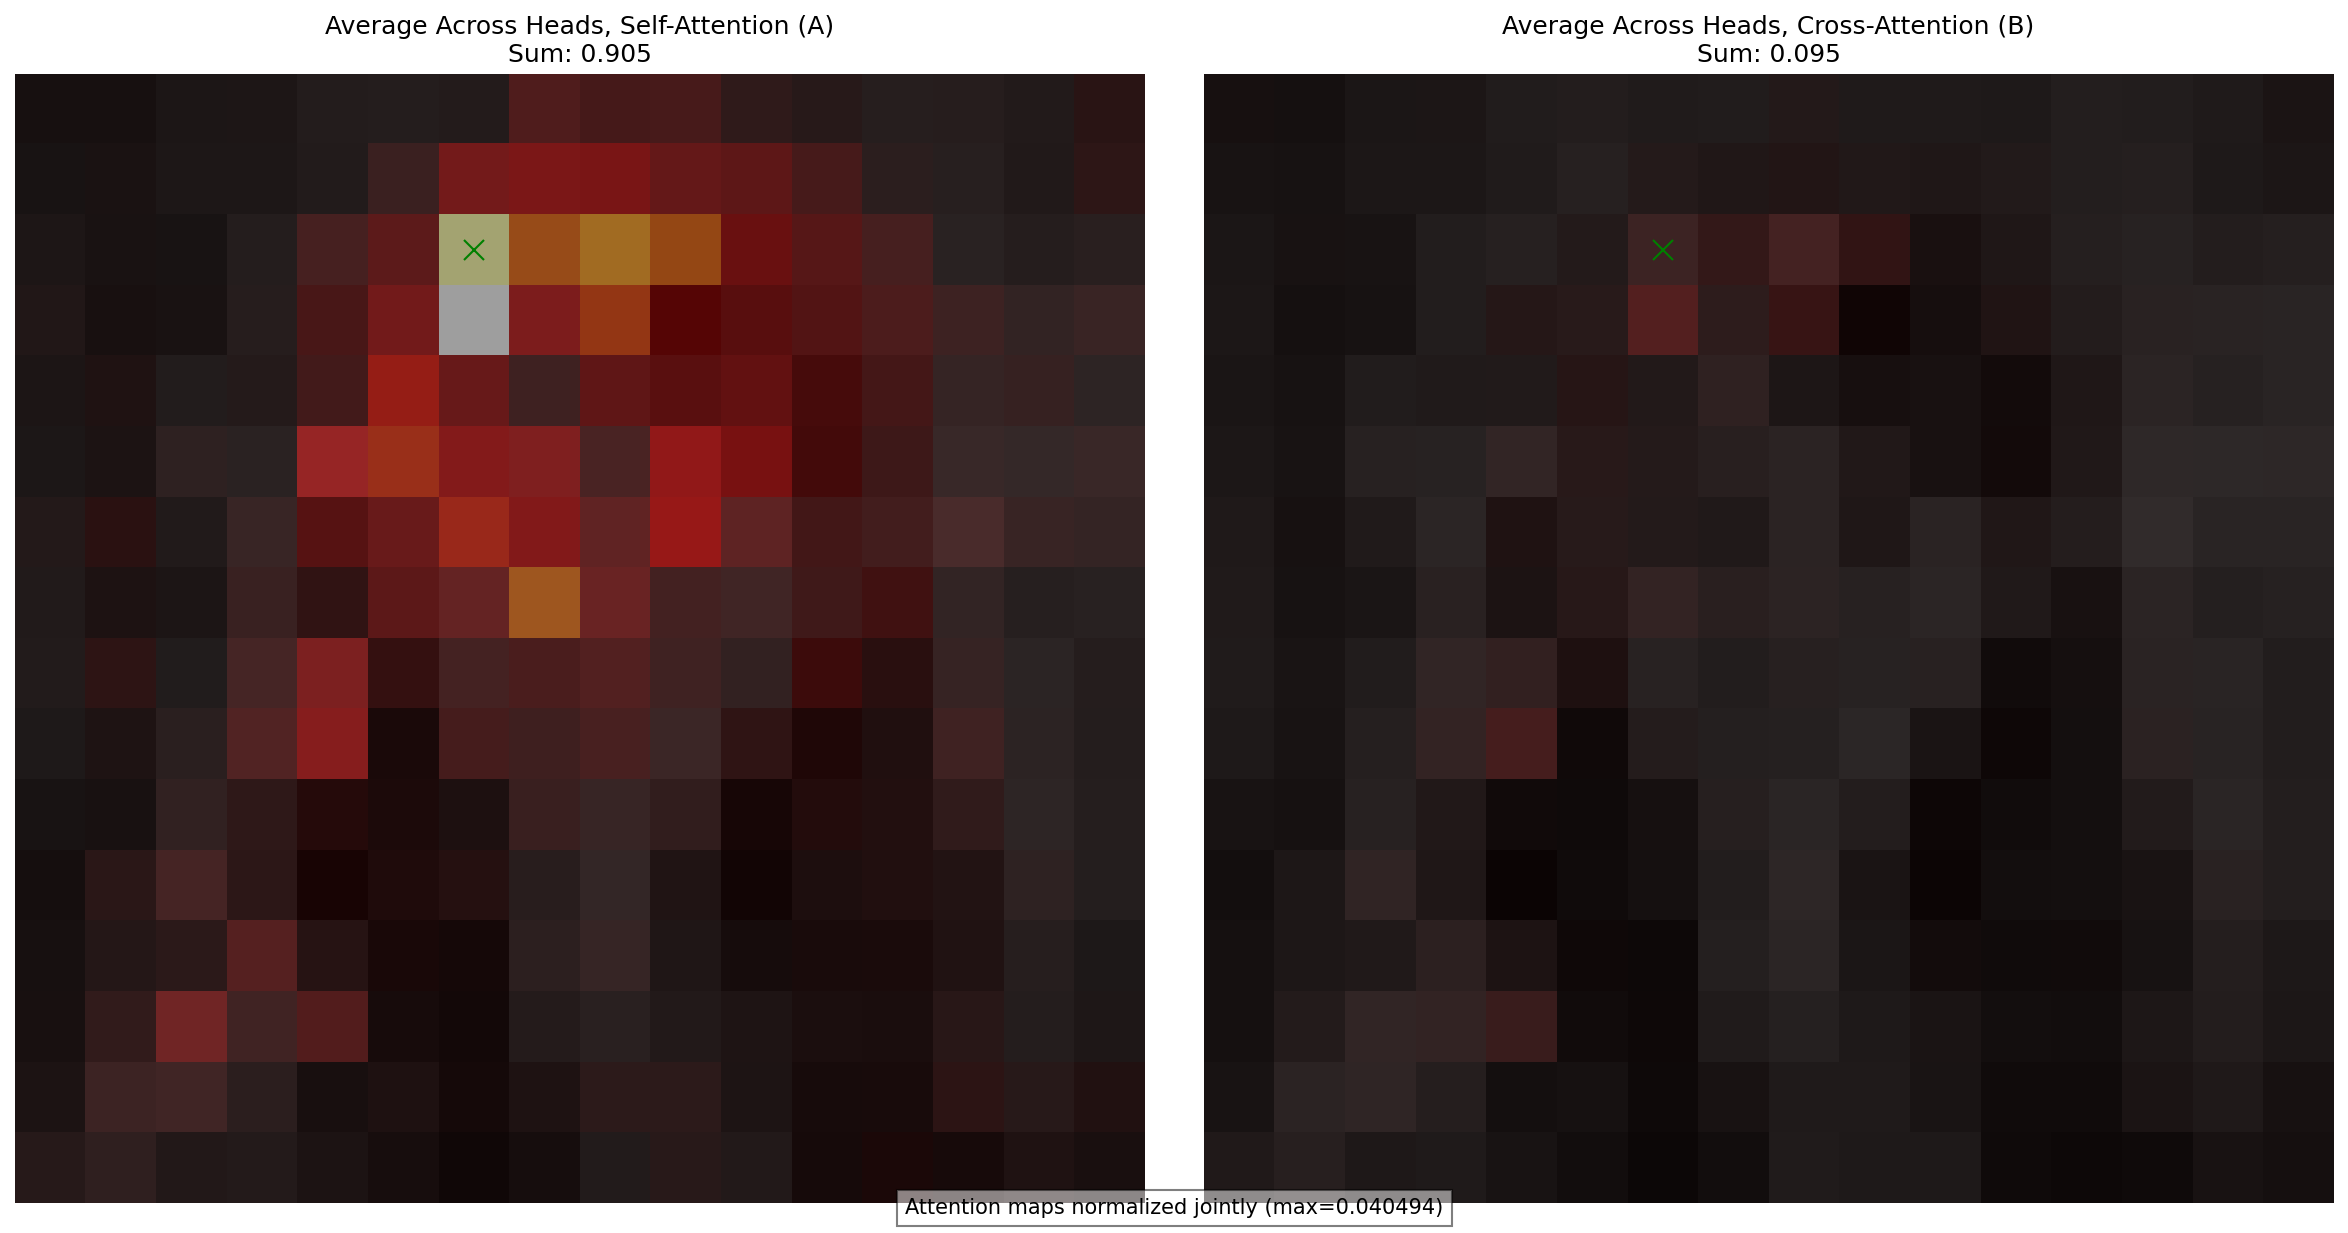 Average Across Heads, Self-Attention (A)
Sum: 0.905
Average Across Heads, Cross-Attention (B)
Sum: 0.095
Attention maps normalized jointly (max=0.040494)